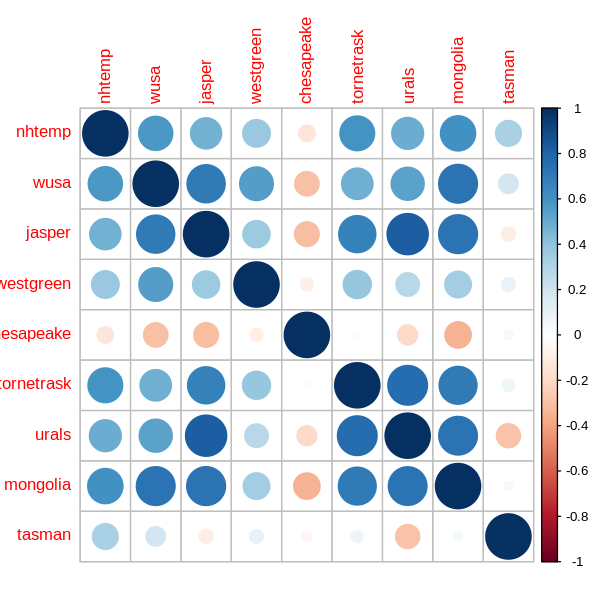 nhtemp
wusa
jasper
westgreen
chesapeake
tornetrask
urals
mongolia
tasman
nhtemp
wusa
jasper
westgreen
hesapeake
tornetrask
urals
mongolia
tasman
1
0.8
0.6
0.4
0.2
0
-0.2
-0.4
-0.6
-0.8
-1